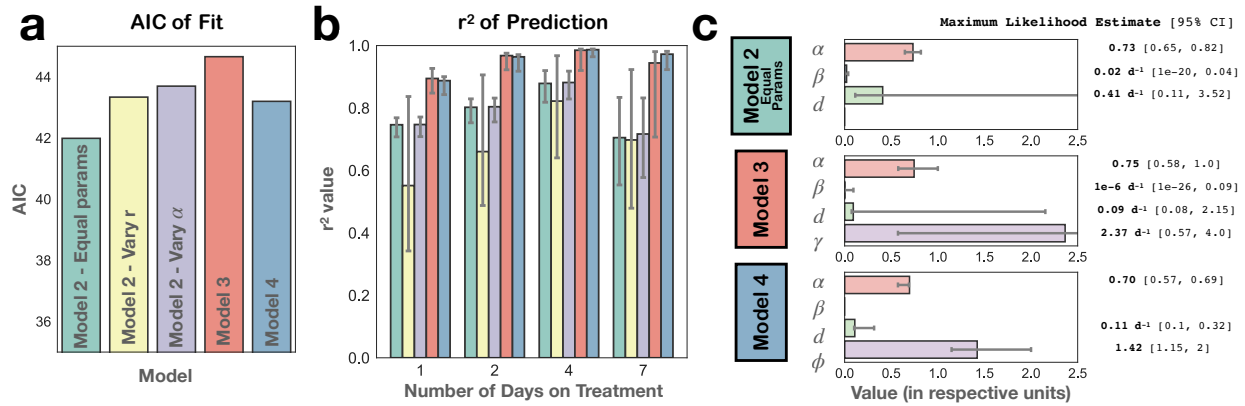 a
AIC of Fit
AIC
44
42
40
38
36
Model 2 - Equal params
Model 2 - Vary r
Model 2 - Vary α
Model 3
Model 4
Model
b
r² of Prediction
r² value
1.0
0.8
0.6
0.4
0.2
0.0
1
2
4
7
Number of Days on Treatment
c
Maximum Likelihood Estimate [95% CI]
Model 2
Equal
Params
α
β
d
0.73 [0.65, 0.82]
0.02 d⁻¹ [1e-20, 0.04]
0.41 d⁻¹ [0.11, 3.52]
0.0 0.5 1.0 1.5 2.0 2.5
Model 3
α
β
d
γ
0.75 [0.58, 1.0]
1e-6 d⁻¹ [1e-26, 0.09]
0.09 d⁻¹ [0.08, 2.15]
2.37 d⁻¹ [0.57, 4.0]
0.0 0.5 1.0 1.5 2.0 2.5
Model 4
α
β
d
ϕ
0.70 [0.57, 0.69]
0.11 d⁻¹ [0.1, 0.32]
1.42 [1.15, 2]
0.0 0.5 1.0 1.5 2.0 2.5
Value (in respective units)